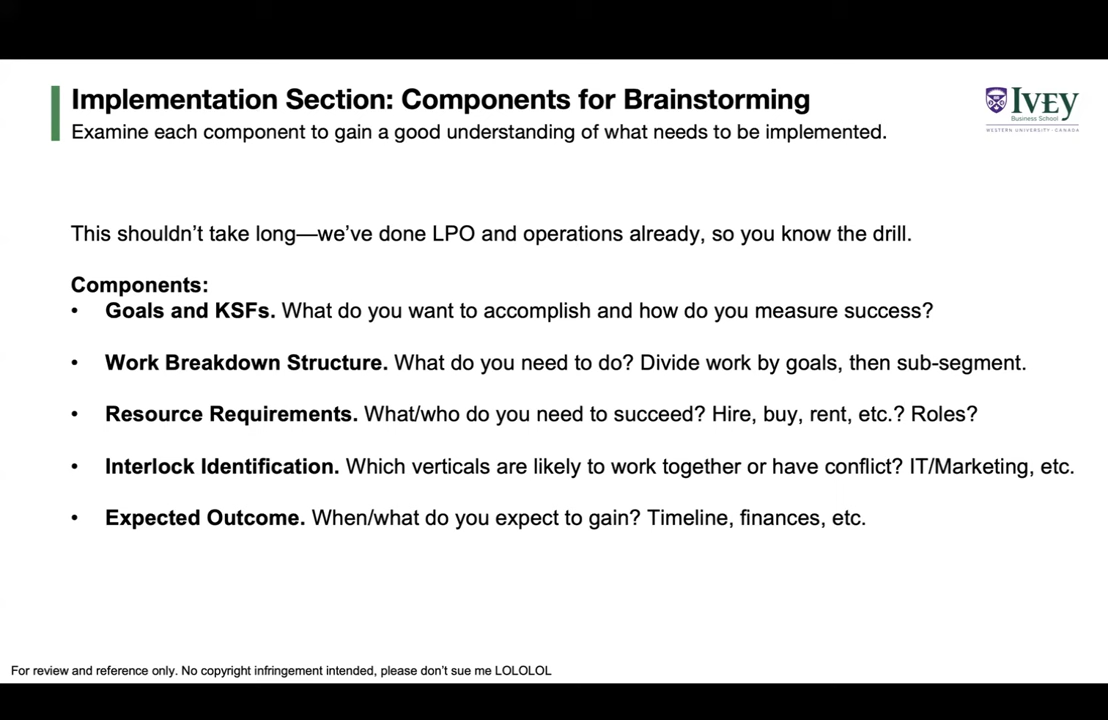 Implementation Section: Components for Brainstorming
Examine each component to gain a good understanding of what needs to be implemented.
IVEY
Business School
WESTERN UNIVERSITY · CANADA
This shouldn’t take long—we’ve done LPO and operations already, so you know the drill.
Components:
• Goals and KSFs. What do you want to accomplish and how do you measure success?
• Work Breakdown Structure. What do you need to do? Divide work by goals, then sub-segment.
• Resource Requirements. What/who do you need to succeed? Hire, buy, rent, etc.? Roles?
• Interlock Identification. Which verticals are likely to work together or have conflict? IT/Marketing, etc.
• Expected Outcome. When/what do you expect to gain? Timeline, finances, etc.
For review and reference only. No copyright infringement intended, please don’t sue me LOLOLOL